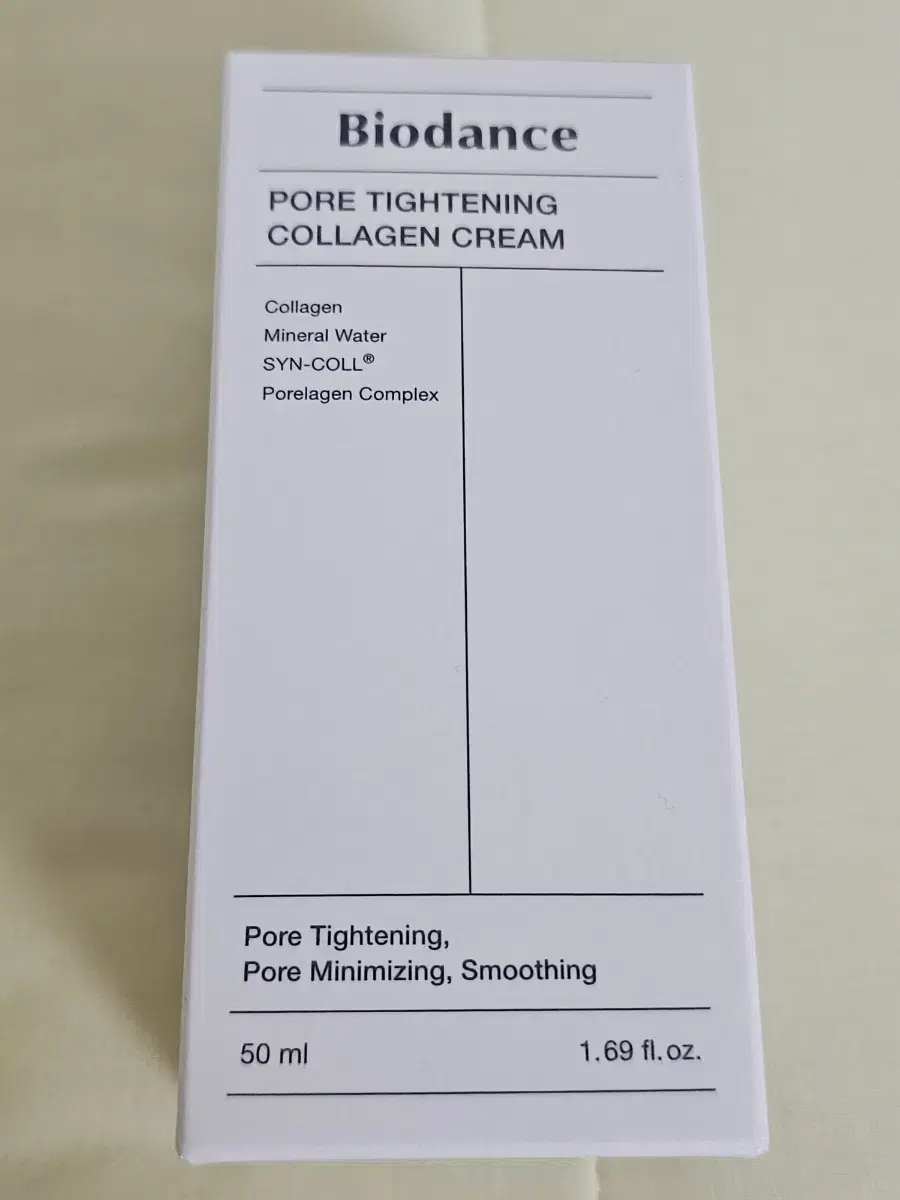 Biodance
PORE TIGHTENING
COLLAGEN CREAM
Collagen
Mineral Water
SYN-COLL®
Porelagen Complex
Pore Tightening,
Pore Minimizing, Smoothing
50 ml
1.69 fl.oz.